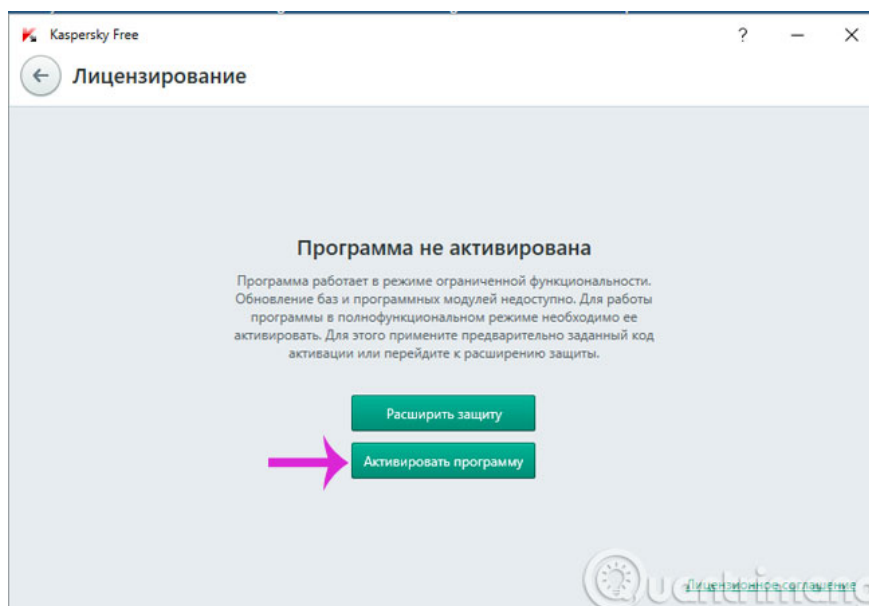 Kaspersky Free
?
Лицензирование
Программа не активирована
Программа работает в режиме ограниченной функциональности.
Обновление баз и программных модулей недоступно. Для работы
программы в полнофункциональном режиме необходимо ее
активировать. Для этого примените предварительно заданный код
активации или перейдите к расширению защиты.
Расширить защиту
Активировать программу
Лицензионное соглашение